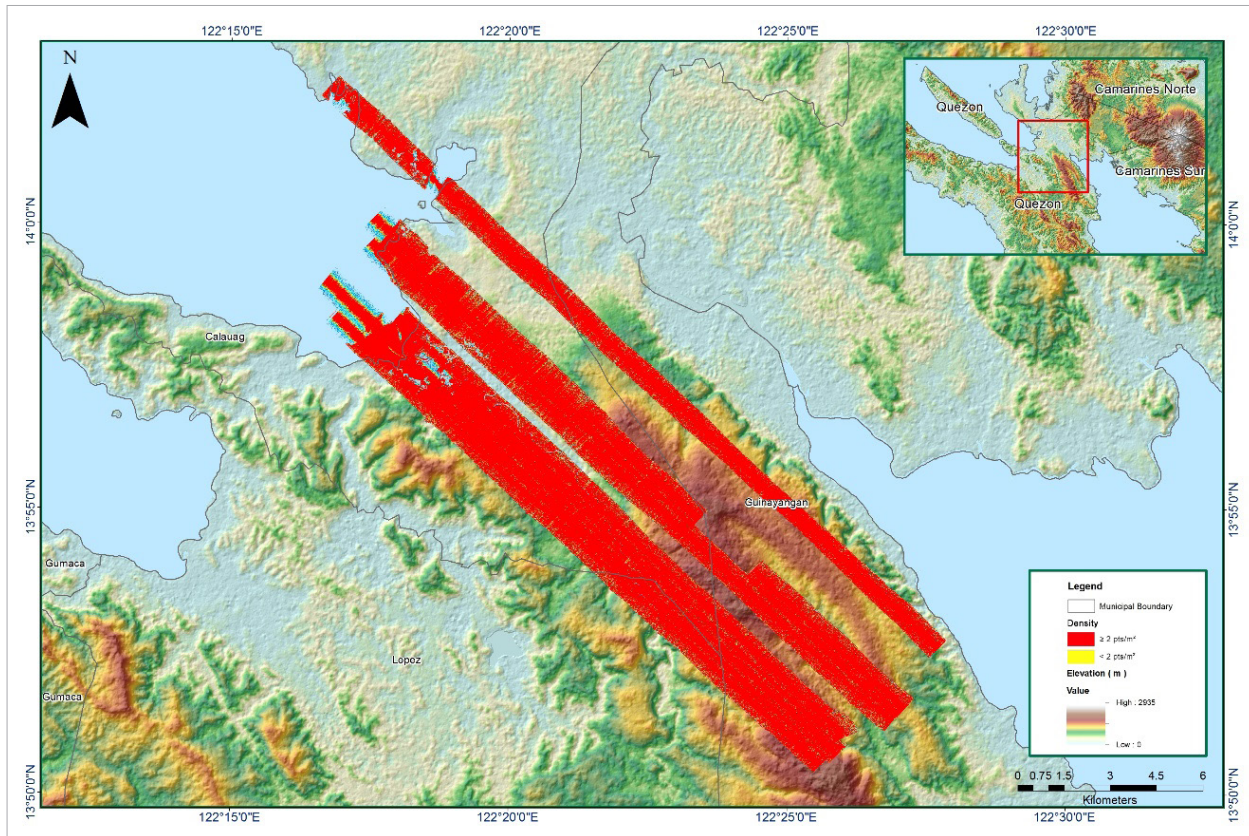 122°15'0"E 122°20'0"E 122°25'0"E 122°30'0"E
N
Quezon
Camarines Norte
Camarines Sur
Quezon
14°0'0"N
14°0'0"N
Calauag
Guinayangan
13°55'0"N
13°55'0"N
Gumaca
Lopoz
Gumaca
Legend
Municipal Boundary
Density
≥ 2 pts/m²
< 2 pts/m²
Elevation ( m )
Value
High : 2935
Low : 0
0 0.75 1.5 3 4.5 6
Kilometers
13°50'0"N
13°50'0"N
122°15'0"E 122°20'0"E 122°25'0"E 122°30'0"E